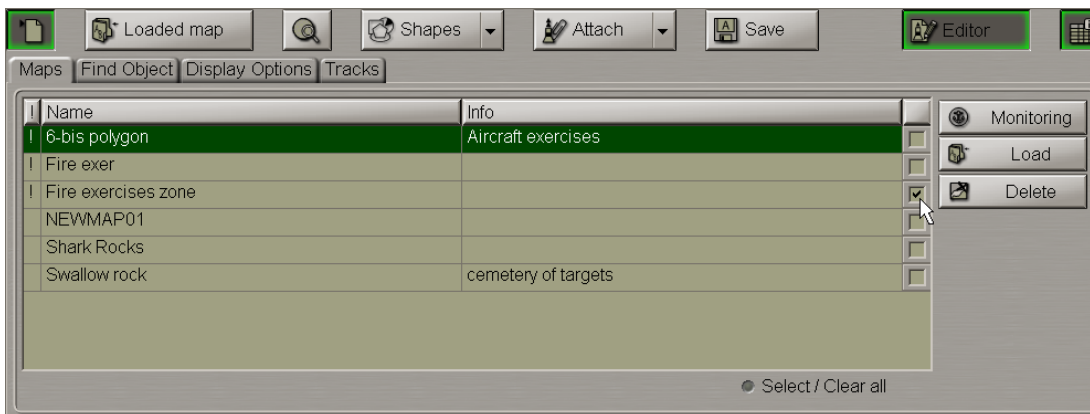 Loaded map Shapes Attach Save Editor
Maps Find Object Display Options Tracks
! Name Info
! 6-bis polygon Aircraft exercises
! Fire exer
! Fire exercises zone
NEWMAP01
Shark Rocks
Swallow rock cemetery of targets
Monitoring
Load
Delete
Select / Clear all